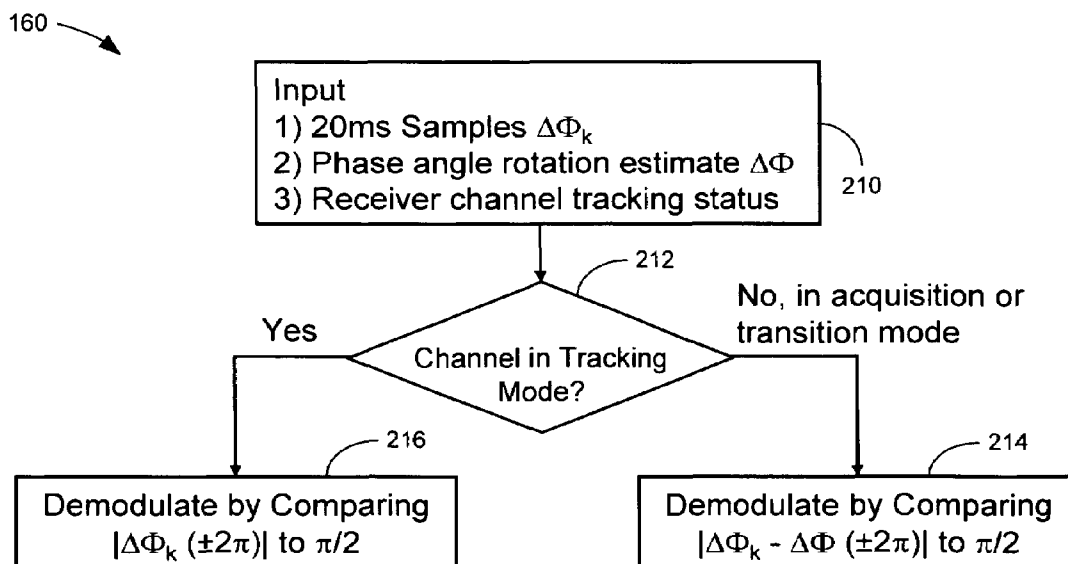 160
Input
1) 20ms Samples ΔΦk
2) Phase angle rotation estimate ΔΦ
3) Receiver channel tracking status
210
212
Yes
No, in acquisition or
transition mode
Channel in Tracking
Mode?
216
214
Demodulate by Comparing
|ΔΦk (±2π)| to π/2
Demodulate by Comparing
|ΔΦk - ΔΦ (±2π)| to π/2